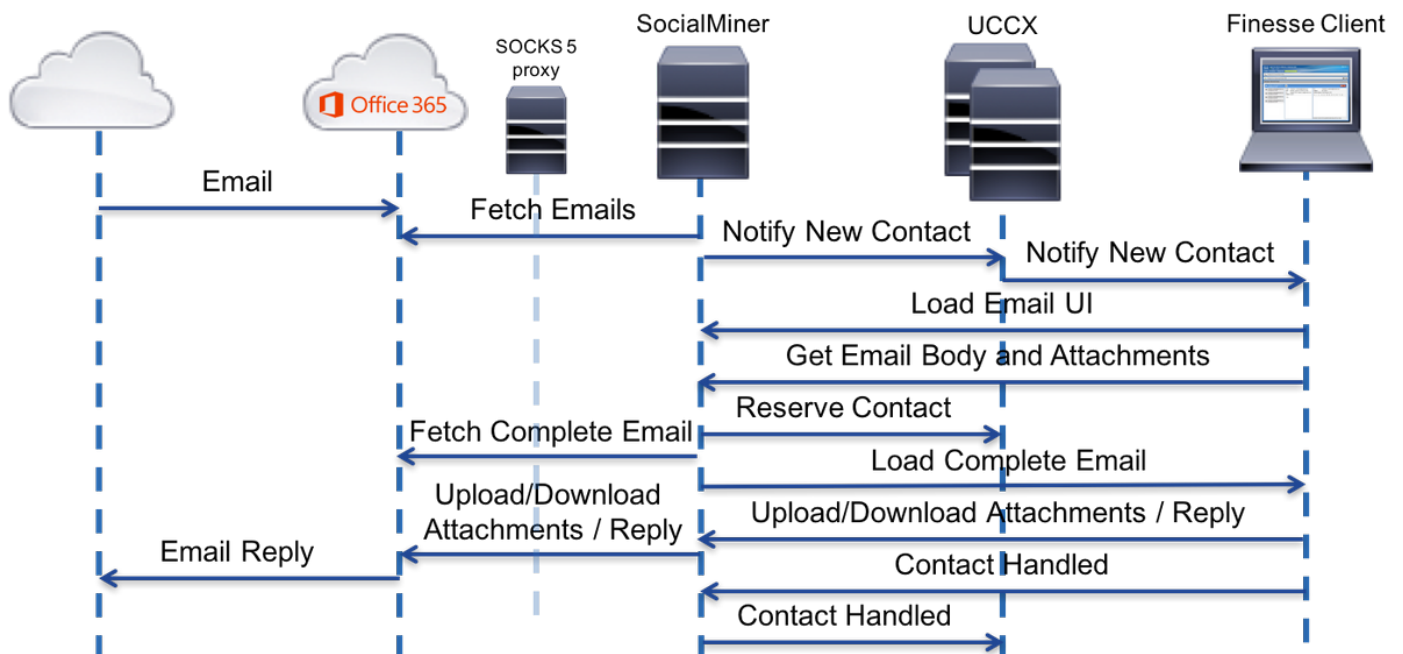 SocialMiner
UCCX
Finesse Client
SOCKS 5
proxy
Office 365
Email
Fetch Emails
Notify New Contact
Notify New Contact
Load Email UI
Get Email Body and Attachments
Reserve Contact
Fetch Complete Email
Load Complete Email
Upload/Download
Attachments / Reply
Upload/Download Attachments / Reply
Email Reply
Contact Handled
Contact Handled